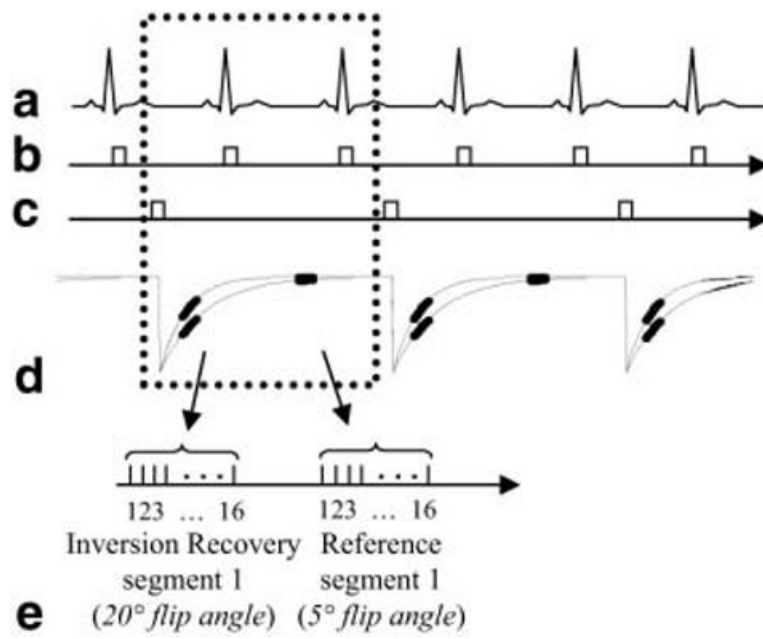 a
b
c
d
123 ... 16 123 ... 16
Inversion Recovery Reference
segment 1 segment 1
(20° flip angle) (5° flip angle)
e